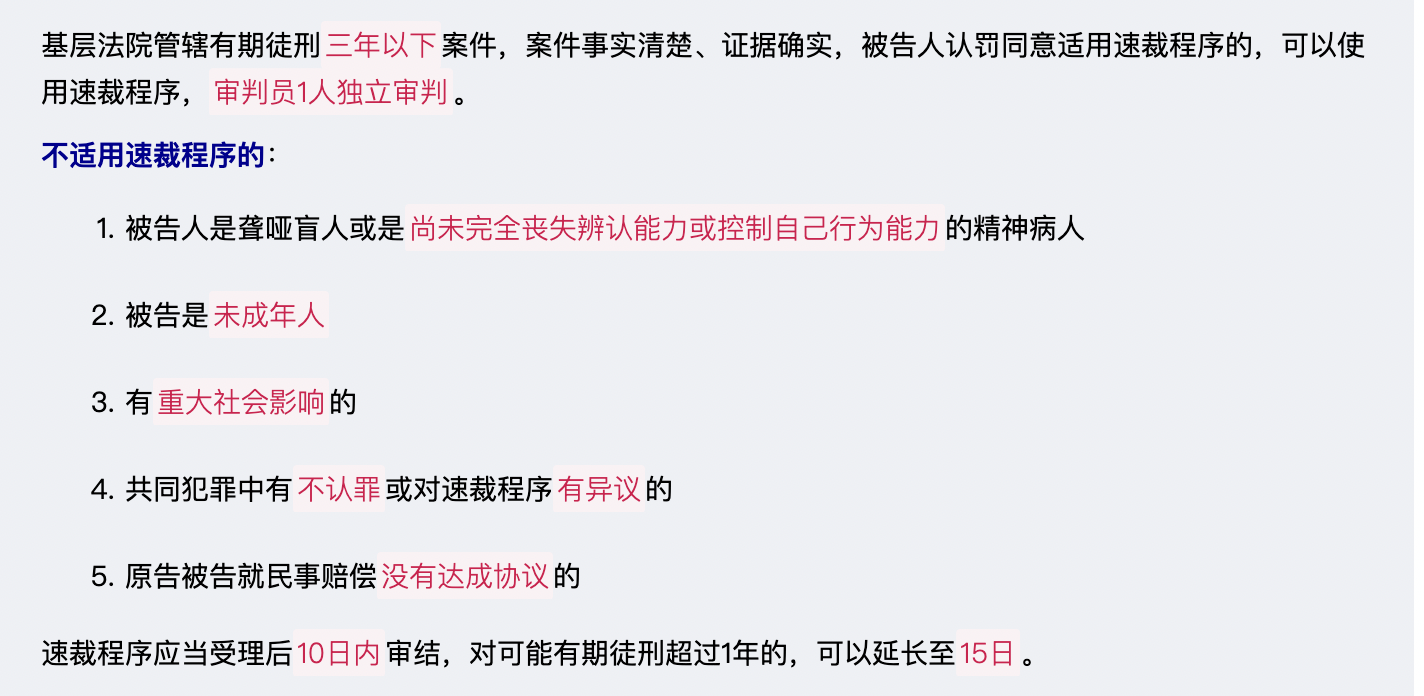 基层法院管辖有期徒刑三年以下案件，案件事实清楚、证据确实，被告人认罚同意适用速裁程序的，可以使
用速裁程序，审判员1人独立审判。
不适用速裁程序的：
1. 被告人是聋哑盲人或是尚未完全丧失辨认能力或控制自己行为能力的精神病人
2. 被告是未成年人
3. 有重大社会影响的
4. 共同犯罪中有不认罪或对速裁程序有异议的
5. 原告被告就民事赔偿没有达成协议的
速裁程序应当受理后10日内审结，对可能有期徒刑超过1年的，可以延长至15日。